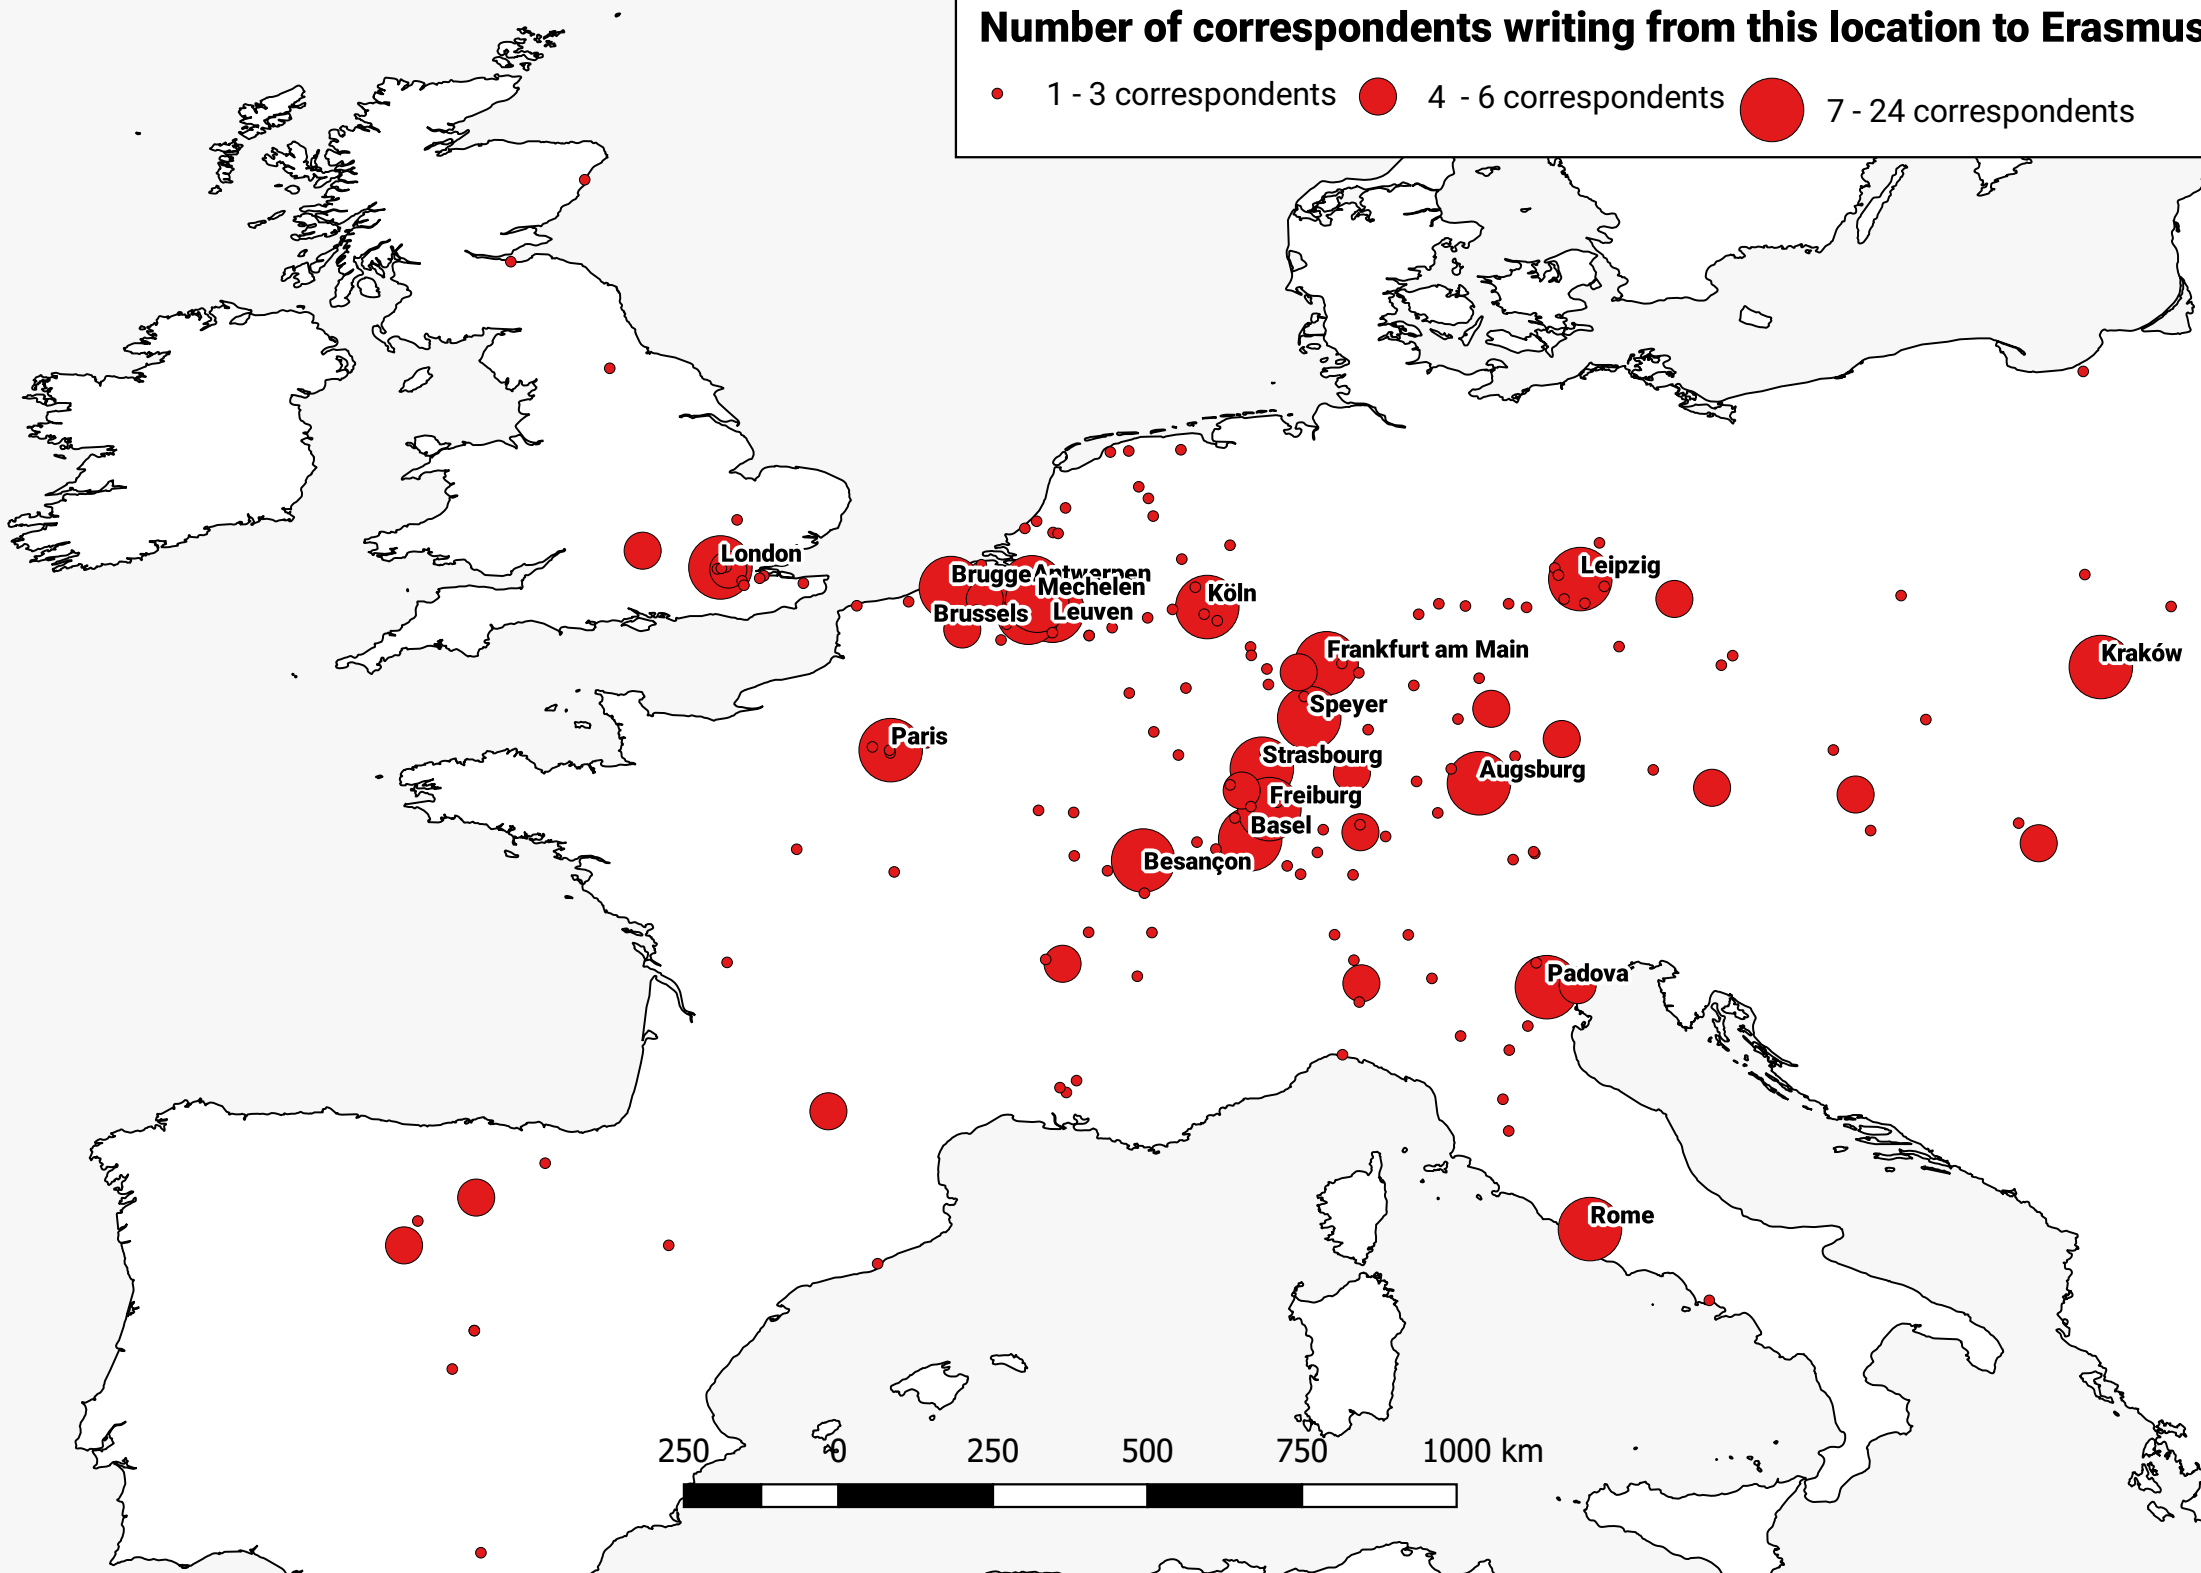 Number of correspondents writing from this location to Erasmus
1 - 3 correspondents
4 - 6 correspondents
7 - 24 correspondents
London
Brugge
Antwerpen
Mechelen
Brussels
Leuven
Köln
Leipzig
Frankfurt am Main
Kraków
Speyer
Paris
Strasbourg
Augsburg
Freiburg
Basel
Besançon
Padova
Rome
250 0 250 500 750 1000 km